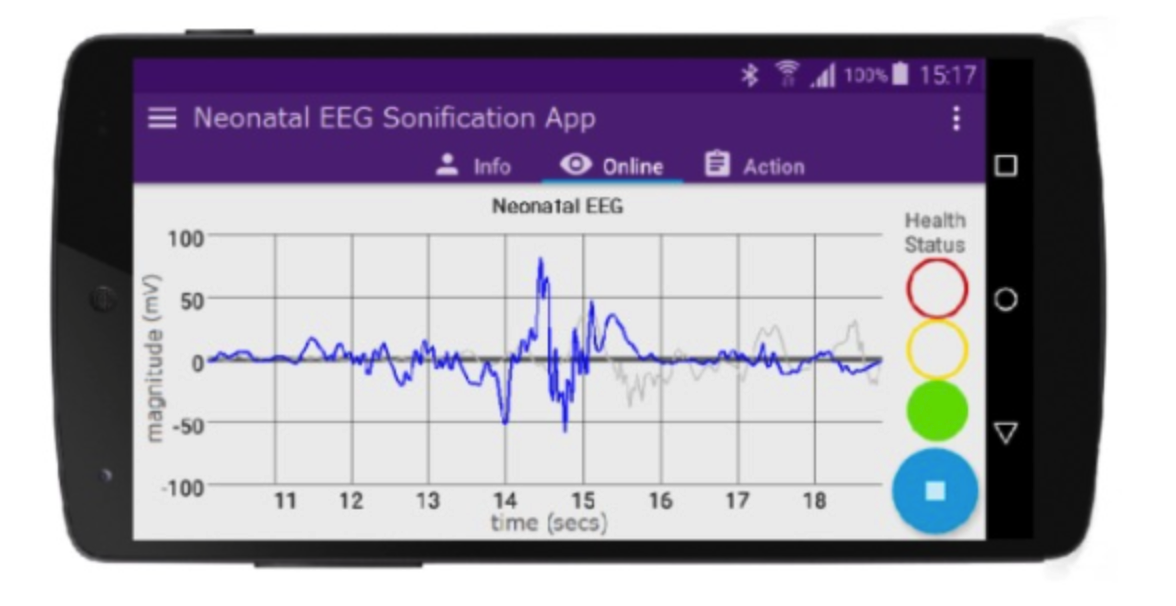 100% 15:17
Neonatal EEG Sonification App
Info Online Action
Neonatal EEG
Health
Status
magnitude (mV)
100
50
0
-50
-100
11 12 13 14 15 16 17 18
time (secs)